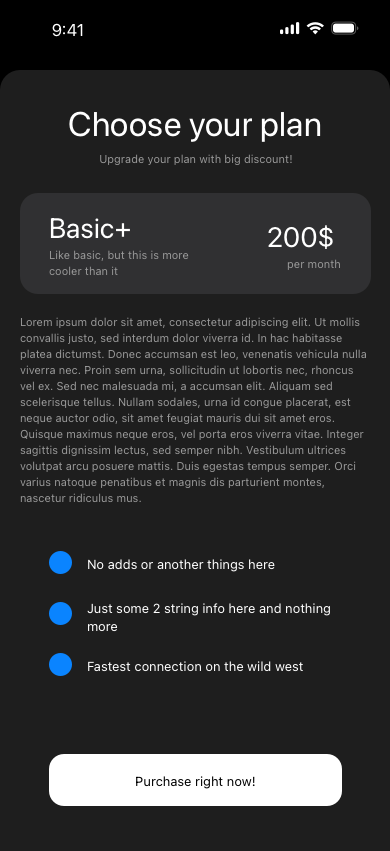 9:41
Choose your plan
Upgrade your plan with big discount!
Basic+
200$
Like basic, but this is more
cooler than it
per month
Lorem ipsum dolor sit amet, consectetur adipiscing elit. Ut mollis
convallis justo, sed interdum dolor viverra id. In hac habitasse
platea dictumst. Donec accumsan est leo, venenatis vehicula nulla
viverra nec. Proin sem urna, sollicitudin ut lobortis nec, rhoncus
vel ex. Sed nec malesuada mi, a accumsan elit. Aliquam sed
scelerisque tellus. Nullam sodales, urna id congue placerat, est
neque auctor odio, sit amet feugiat mauris dui sit amet eros.
Quisque maximus neque eros, vel porta eros viverra vitae. Integer
sagittis dignissim lectus, sed semper nibh. Vestibulum ultrices
volutpat arcu posuere mattis. Duis egestas tempus semper. Orci
varius natoque penatibus et magnis dis parturient montes,
nascetur ridiculus mus.
No adds or another things here
Just some 2 string info here and nothing
more
Fastest connection on the wild west
Purchase right now!